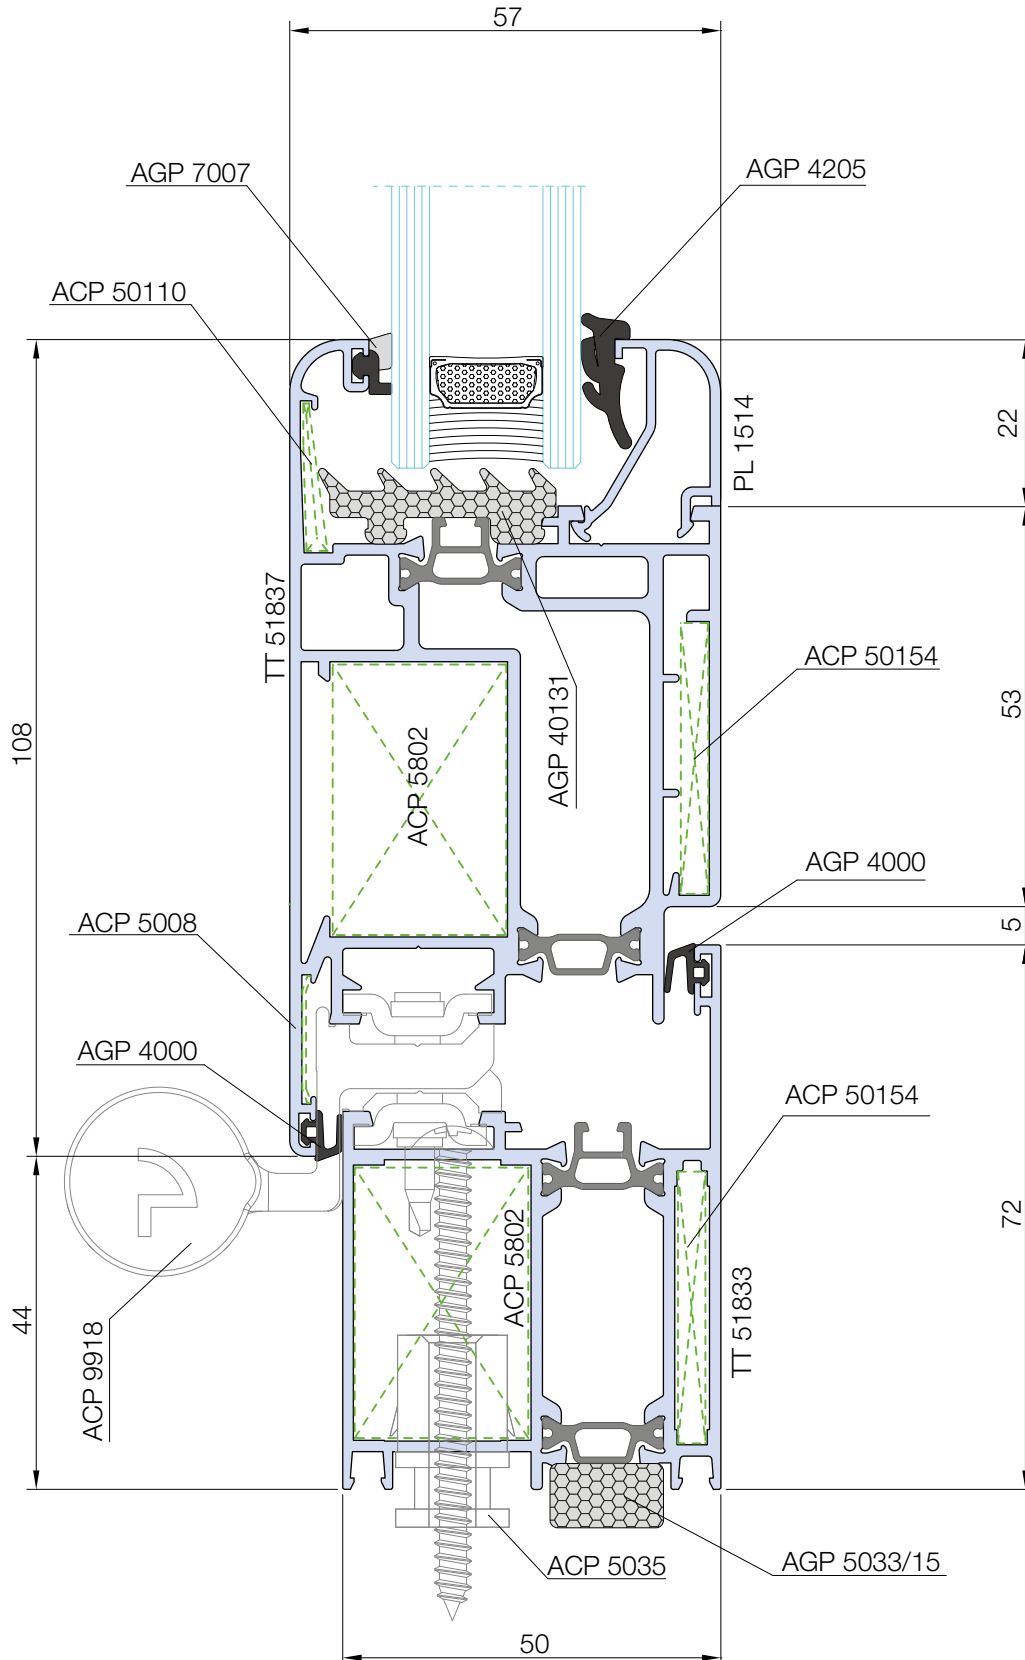 57
AGP 7007
AGP 4205
ACP 50110
22
PL 1514
TT 51837
ACP 50154
53
108
ACP 5802
AGP 40131
AGP 4000
ACP 5008
5
AGP 4000
ACP 50154
72
ACP 5802
TT 51833
44
ACP 9918
ACP 5035
AGP 5033/15
50